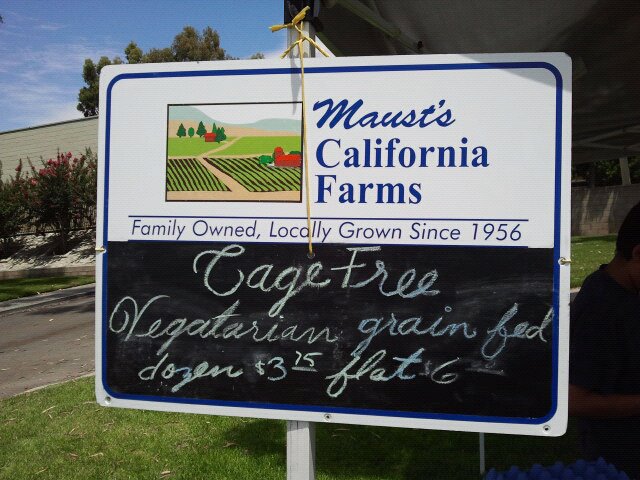 Maust's
California
Farms
Family Owned, Locally Grown Since 1956
Cage Free
Vegatarian grain fed
dozen $3.75 flat $6